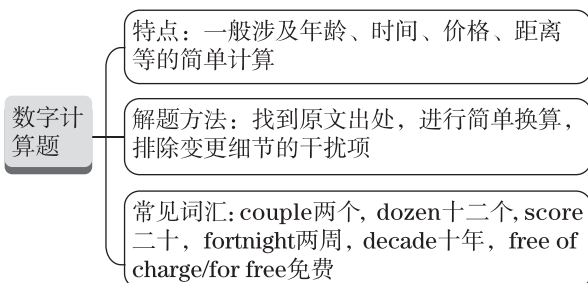 特点：一般涉及年龄、时间、价格、距离
等的简单计算
数字计
算题
解题方法：找到原文出处，进行简单换算，
排除变更细节的干扰项
常见词汇：couple两个, dozen十二个, score
二十，fortnight两周，decade十年，free of
charge/for free免费